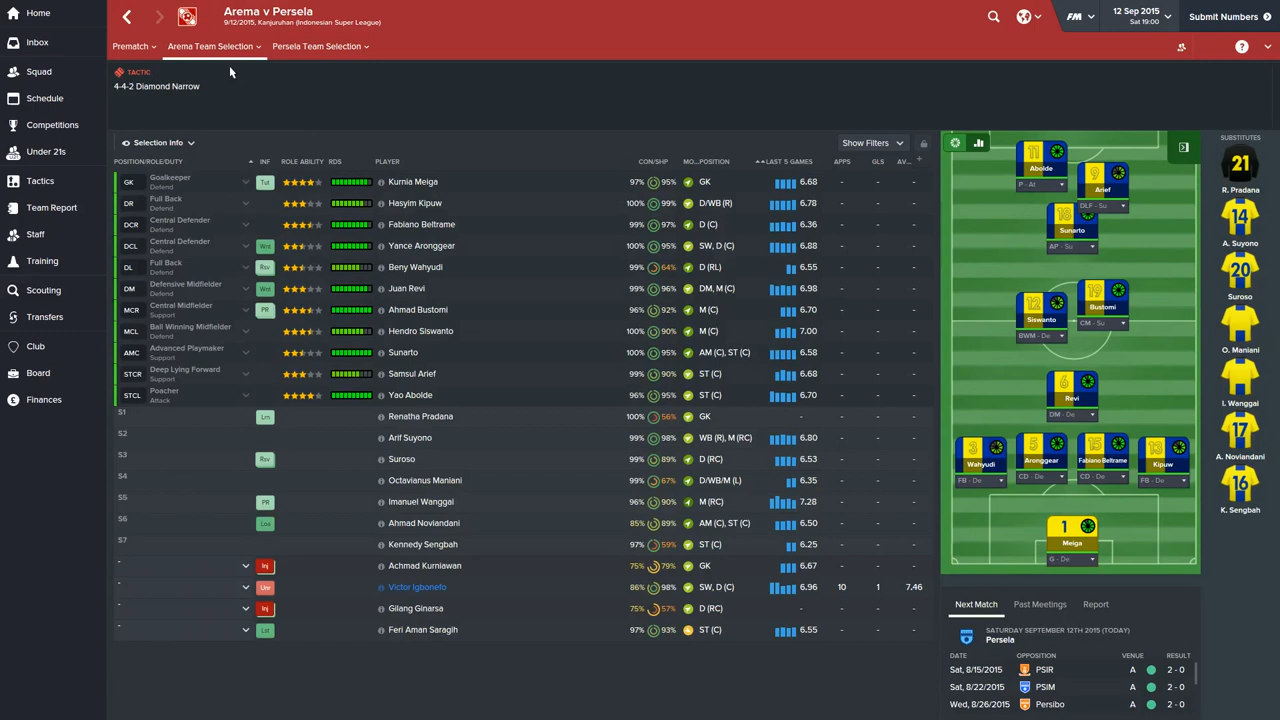 Home
Inbox
Squad
Schedule
Competitions
Under 21s
Tactics
Team Report
Staff
Training
Scouting
Transfers
Club
Board
Finances
Arema v Persela
9/12/2015, Kanjuruhan (Indonesian Super League)
FM
12 Sep 2015
Sat 19:00
Submit Numbers
Prematch
Arema Team Selection
Persela Team Selection
?
TACTIC
4-4-2 Diamond Narrow
Selection Info
Show Filters
POSITION/ROLE/DUTY INF ROLE ABILITY RDS PLAYER CON/SHP MO... POSITION LAST 5 GAMES APPS GLS AV... +
GK Goalkeeper Defend Tut Kurnia Meiga 97% 95% GK 6.68 - - -
DR Full Back Defend Hasyim Kipuw 100% 99% D/WB (R) 6.78 - - -
DCR Central Defender Defend Fabiano Beltrame 99% 97% D (C) 6.36 - - -
DCL Central Defender Defend Wnt Yance Aronggear 100% 95% SW, D (C) 6.88 - - -
DL Full Back Defend Rsv Beny Wahyudi 99% 64% D (RL) 6.55 - - -
DM Defensive Midfielder Defend Wnt Juan Revi 99% 96% DM, M (C) 6.98 - - -
MCR Central Midfielder Support PR Ahmad Bustomi 96% 92% M (C) 6.70 - - -
MCL Ball Winning Midfielder Defend Hendro Siswanto 100% 90% M (C) 7.00 - - -
AMC Advanced Playmaker Support Sunarto 100% 95% AM (C), ST (C) 6.58 - - -
STCR Deep Lying Forward Support Samsul Arief 99% 90% ST (C) 6.68 - - -
STCL Poacher Attack Yao Abolde 96% 95% ST (C) 6.70 - - -
S1 Lrn Renatha Pradana 100% 56% GK - - - -
S2 Arif Suyono 99% 98% WB (R), M (RC) 6.80 - - -
S3 Rsv Suroso 99% 89% D (RC) 6.53 - - -
S4 Octavianus Maniani 99% 67% D/WB/M (L) 6.35 - - -
S5 PR Imanuel Wanggai 96% 90% M (RC) 7.28 - - -
S6 Ahmad Noviandani 85% 89% AM (C), ST (C) 6.50 - - -
S7 Kennedy Sengbah 97% 59% ST (C) 6.25 - - -
- Inj Achmad Kurniawan 75% 79% GK 6.67 - - -
- Unr Victor Igbonefo 86% 98% SW, D (C) 6.96 10 1 7.46
- Inj Gilang Ginarsa 75% 57% D (RC) - - - -
- Lst Feri Aman Saragih 97% 93% ST (C) 6.55 - - -
11
Abolde
P - At
9
Arief
DLF - Su
18
Sunarto
AP - Su
12
Siswanto
BWM - De
19
Bustomi
CM - Su
6
Revi
DM - De
3
Wahyudi
FB - De
5
Aronggear
CD - De
15
Fabiano Beltrame
CD - De
13
Kipuw
FB - De
1
Meiga
G - De
SUBSTITUTES
21
R. Pradana
14
A. Suyono
20
Suroso
O. Maniani
I. Wanggai
17
A. Noviandani
16
K. Sengbah
Next Match
Past Meetings
Report
SATURDAY SEPTEMBER 12TH 2015 (TODAY)
Persela
DATE OPPOSITION VENUE RESULT
Sat, 8/15/2015 PSIR A 2 - 0
Sat, 8/22/2015 PSIM A 2 - 0
Wed, 8/26/2015 Persibo A 2 - 0